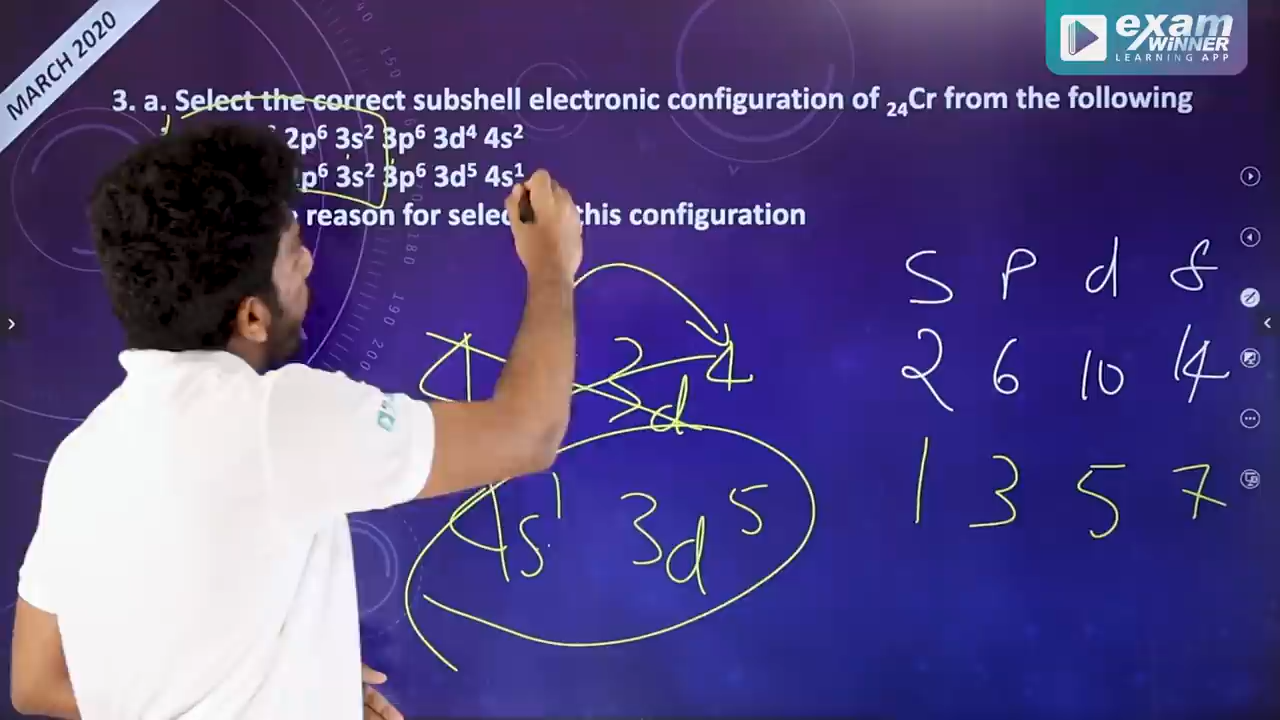 MARCH 2020
exam
WINNER
LEARNING APP
3. a. Select the correct subshell electronic configuration of ₂₄Cr from the following
2p⁶ 3s² 3p⁶ 3d⁴ 4s²
p⁶ 3s² 3p⁶ 3d⁵ 4s¹
reason for this configuration
S P d f
2 6 10 14
1 3 5 7
4s¹ 3d⁵